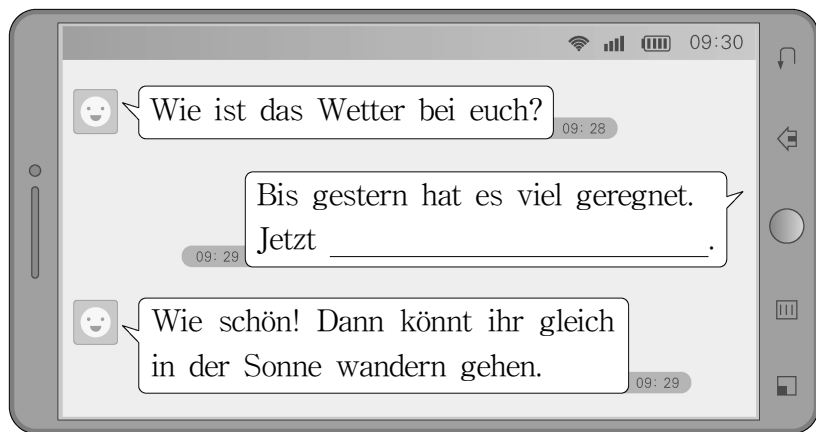 09:30
Wie ist das Wetter bei euch?
09: 28
Bis gestern hat es viel geregnet.
Jetzt ____________________.
09: 29
Wie schön! Dann könnt ihr gleich
in der Sonne wandern gehen.
09: 29